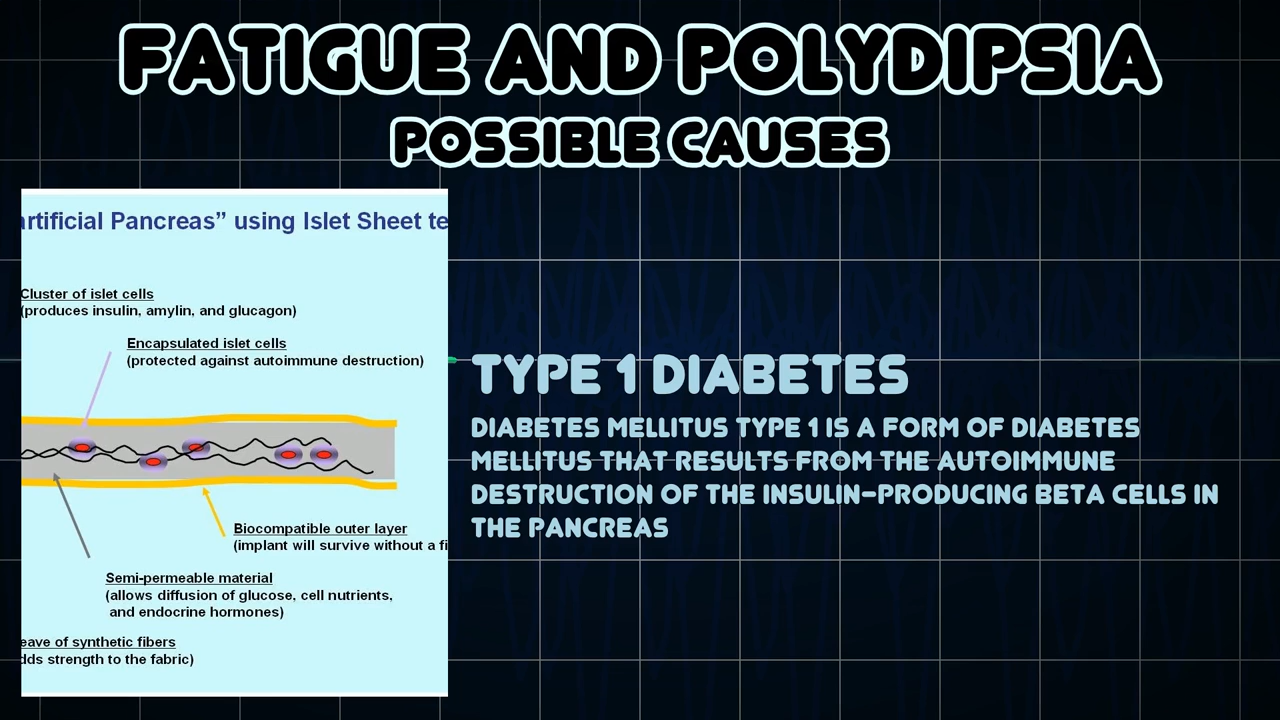 FATIGUE AND POLYDIPSIA
POSSIBLE CAUSES
artificial Pancreas” using Islet Sheet te
Cluster of islet cells
(produces insulin, amylin, and glucagon)
Encapsulated islet cells
(protected against autoimmune destruction)
Biocompatible outer layer
(implant will survive without a fi
Semi-permeable material
(allows diffusion of glucose, cell nutrients,
and endocrine hormones)
eave of synthetic fibers
dds strength to the fabric)
TYPE 1 DIABETES
DIABETES MELLITUS TYPE 1 IS A FORM OF DIABETES
MELLITUS THAT RESULTS FROM THE AUTOIMMUNE
DESTRUCTION OF THE INSULIN-PRODUCING BETA CELLS IN
THE PANCREAS